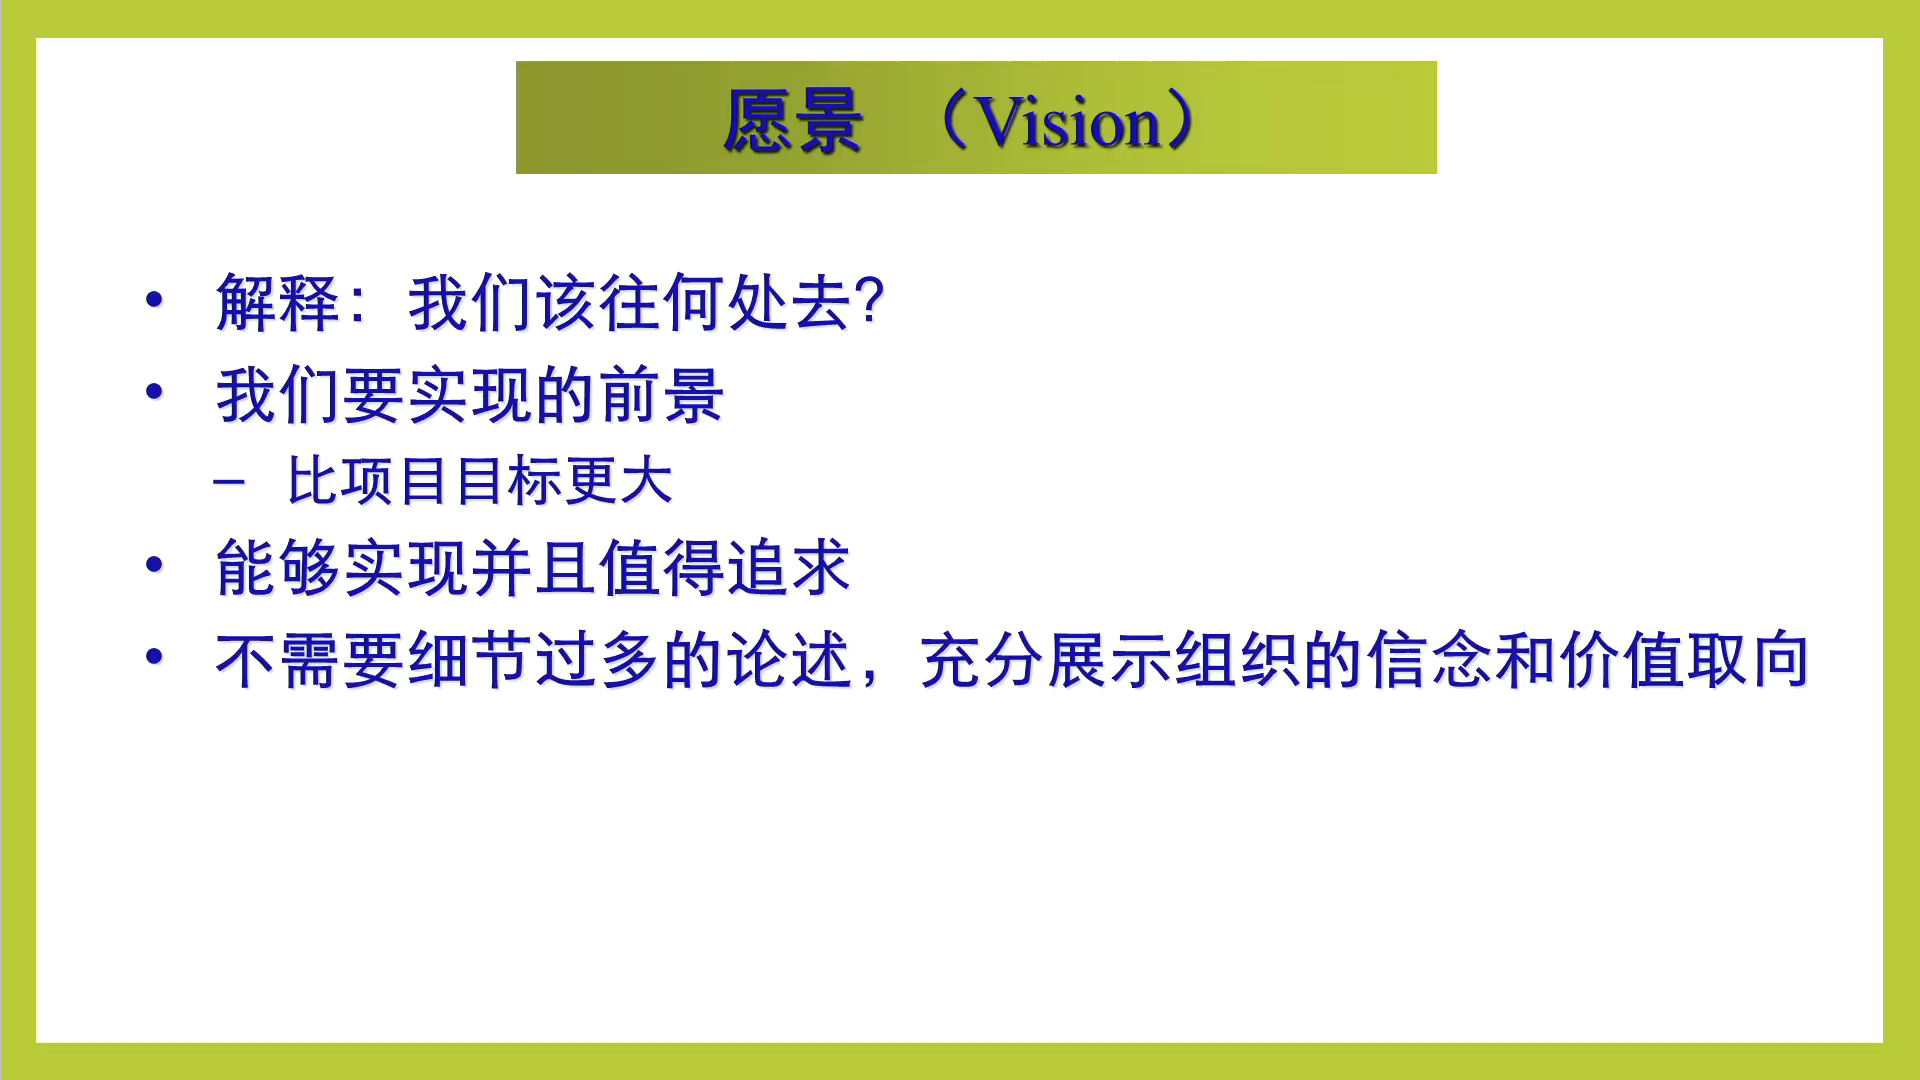 愿景 （Vision）
• 解释：我们该往何处去？
• 我们要实现的前景
– 比项目目标更大
• 能够实现并且值得追求
• 不需要细节过多的论述，充分展示组织的信念和价值取向